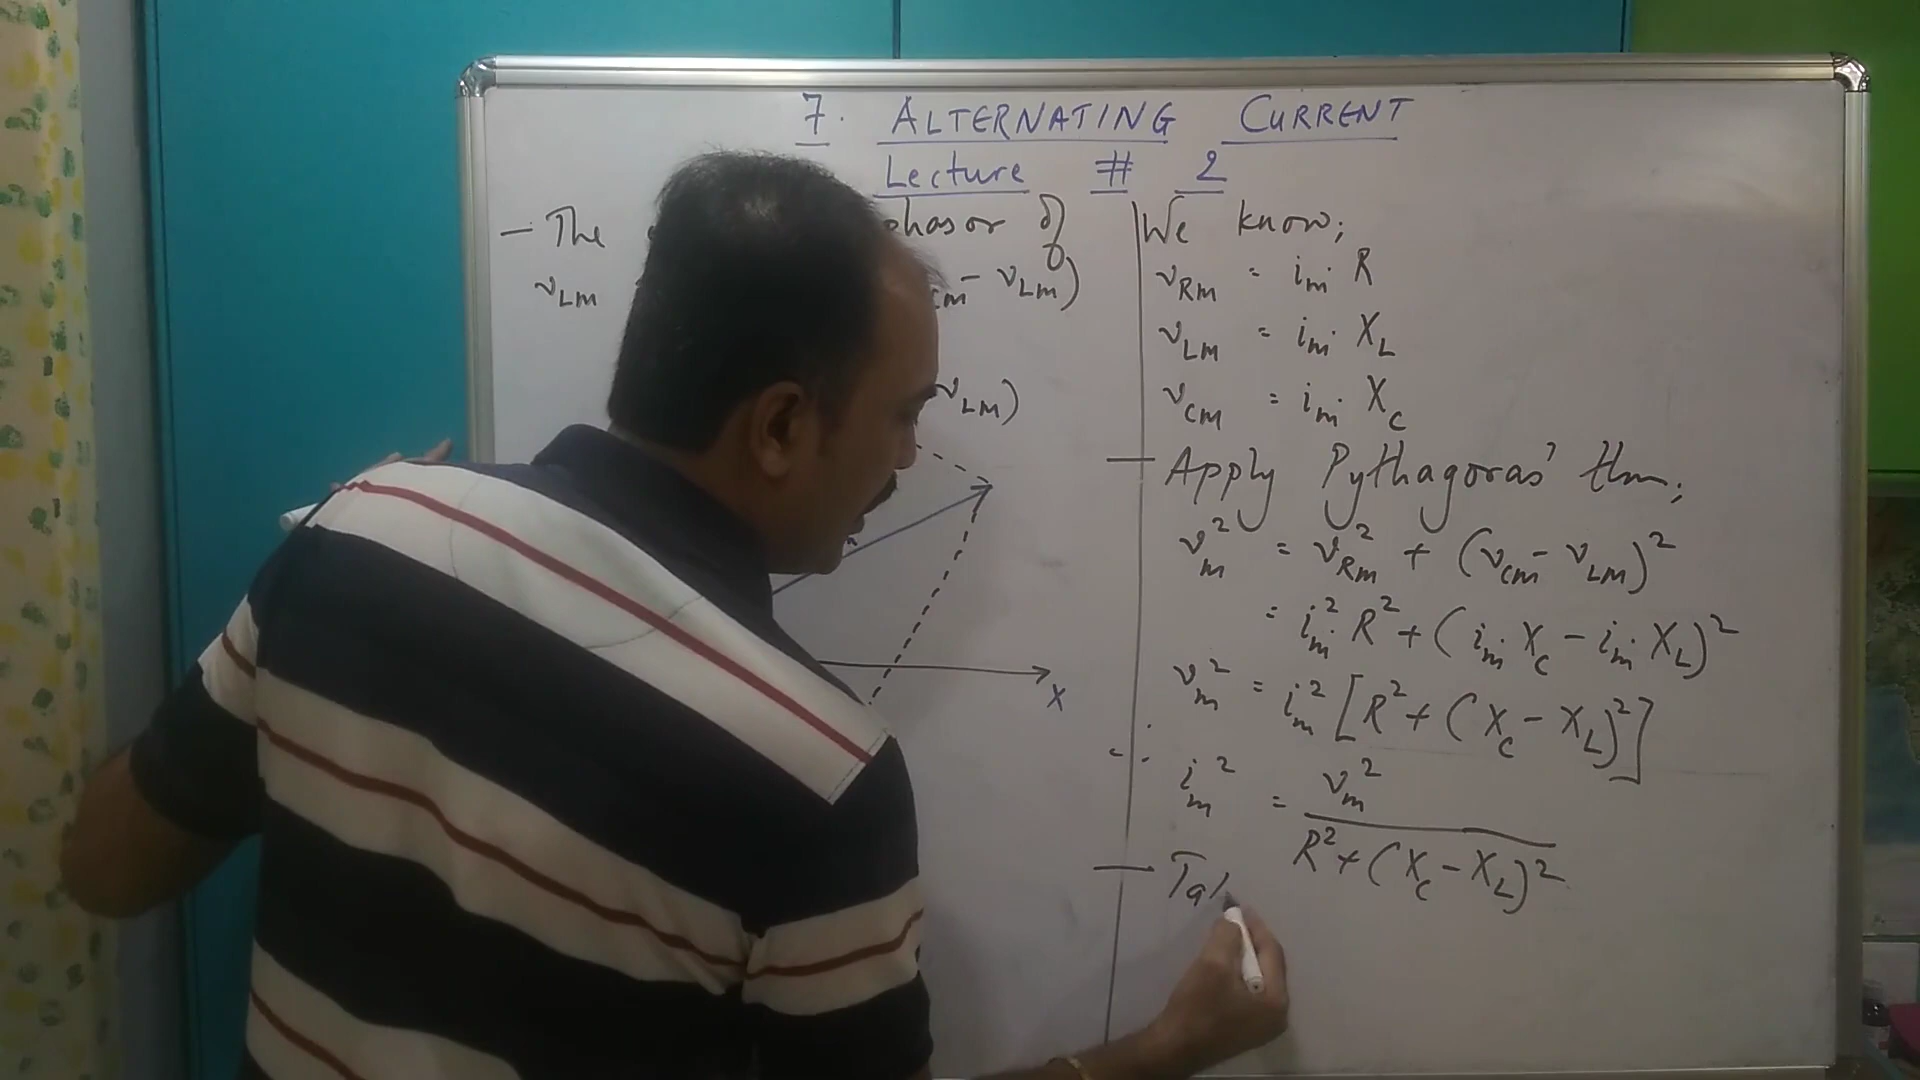 7. ALTERNATING CURRENT
Lecture # 2
- The phasor of
v_Lm - v_Lm)
v_Lm)
X
We know;
v_Rm = i_m · R
v_Lm = i_m · X_L
v_Cm = i_m · X_C
— Apply Pythagoras' thm;
v_m² = v_Rm² + (v_Cm - v_Lm)²
= i_m² · R² + (i_m · X_C - i_m · X_L)²
v_m² = i_m² [R² + (X_C - X_L)²]
∴ i_m² = v_m² / R² + (X_C - X_L)²